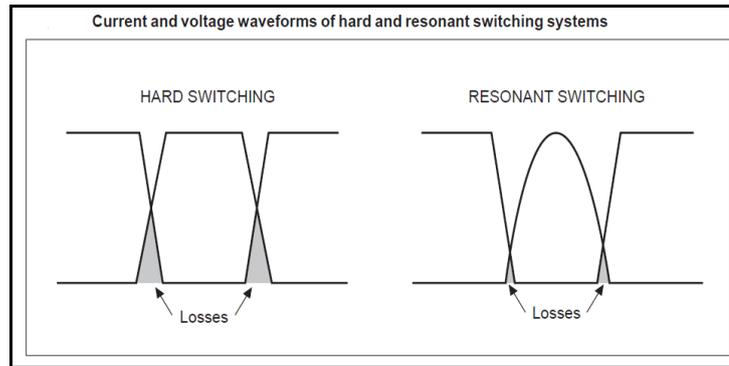 Current and voltage waveforms of hard and resonant switching systems
HARD SWITCHING
RESONANT SWITCHING
Losses
Losses